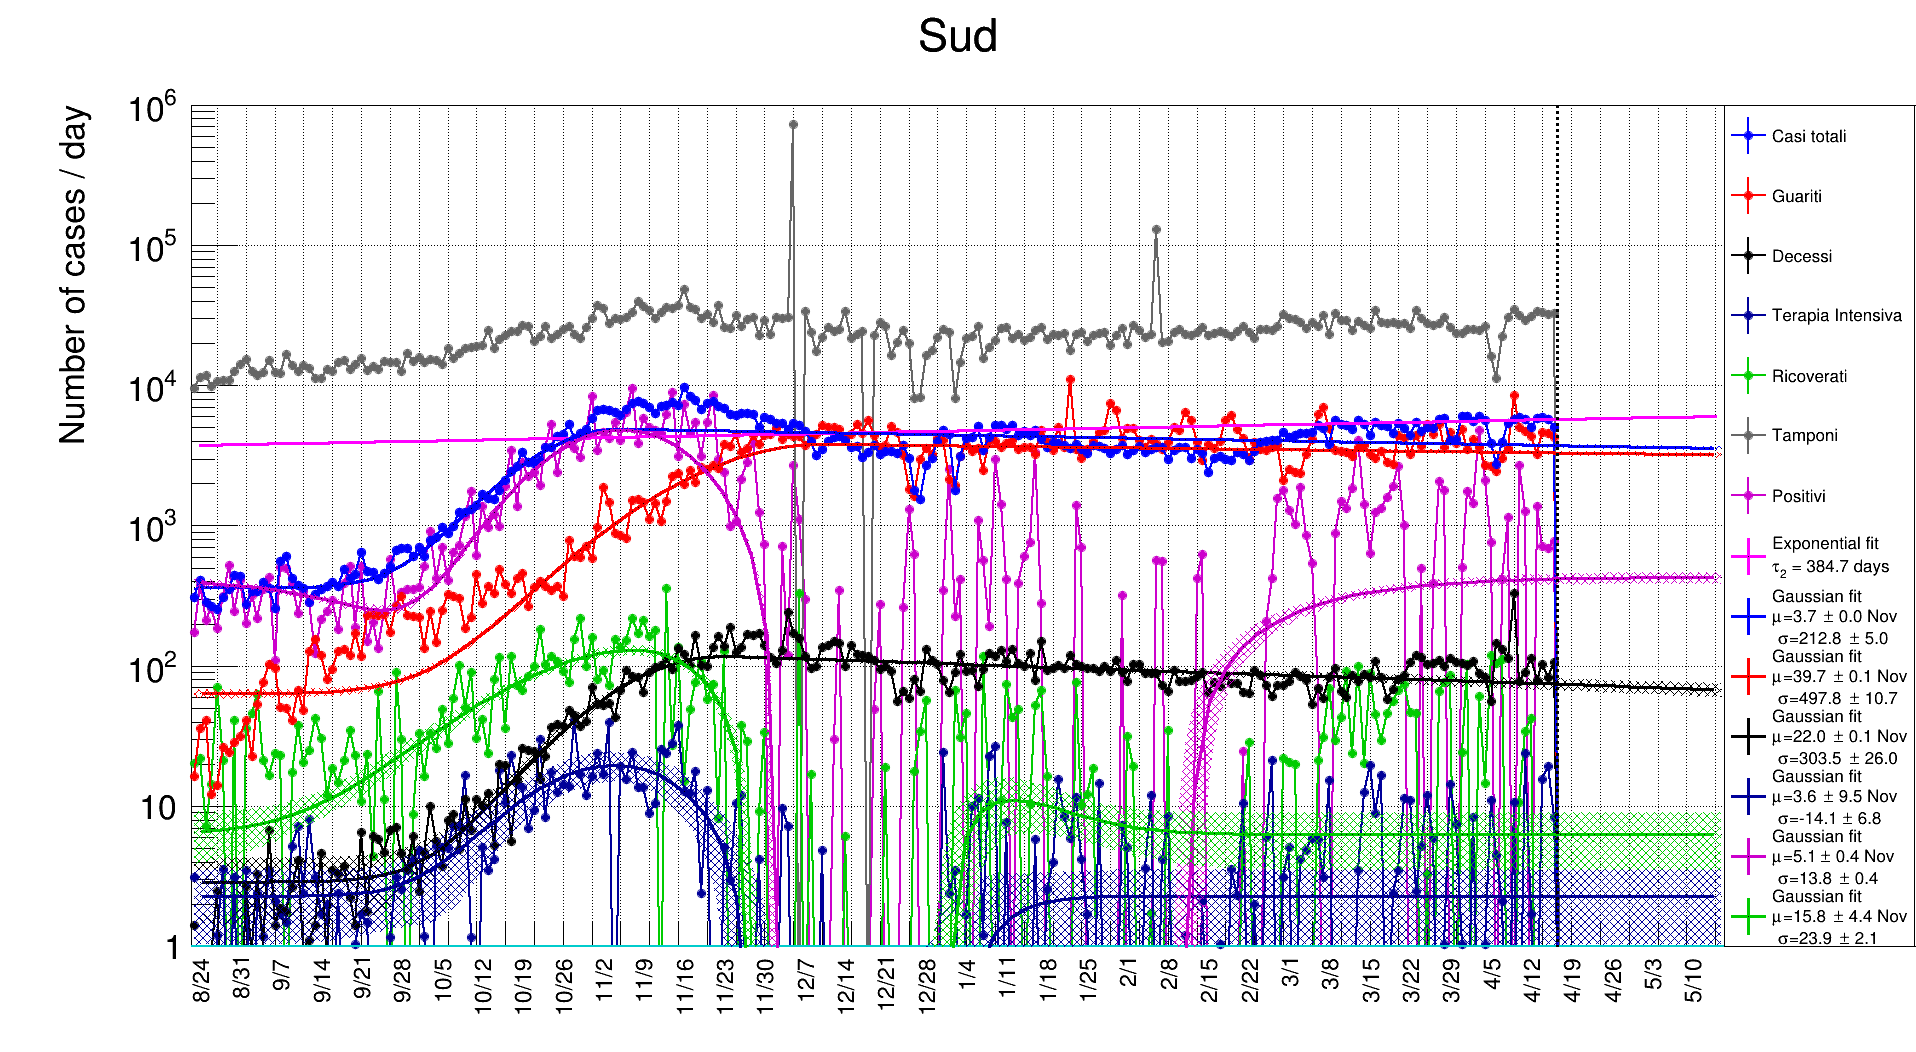 Sud
Number of cases / day
10^6
10^5
10^4
10^3
10^2
10
1
8/24
8/31
9/7
9/14
9/21
9/28
10/5
10/12
10/19
10/26
11/2
11/9
11/16
11/23
11/30
12/7
12/14
12/21
12/28
1/4
1/11
1/18
1/25
2/1
2/8
2/15
2/22
3/1
3/8
3/15
3/22
3/29
4/5
4/12
4/19
4/26
5/3
5/10
Casi totali
Guariti
Decessi
Terapia Intensiva
Ricoverati
Tamponi
Positivi
Exponential fit
τ2 = 384.7 days
Gaussian fit
μ=3.7 ± 0.0 Nov
σ=212.8 ± 5.0
Gaussian fit
μ=39.7 ± 0.1 Nov
σ=497.8 ± 10.7
Gaussian fit
μ=22.0 ± 0.1 Nov
σ=303.5 ± 26.0
Gaussian fit
μ=3.6 ± 9.5 Nov
σ=-14.1 ± 6.8
Gaussian fit
μ=5.1 ± 0.4 Nov
σ=13.8 ± 0.4
Gaussian fit
μ=15.8 ± 4.4 Nov
σ=23.9 ± 2.1